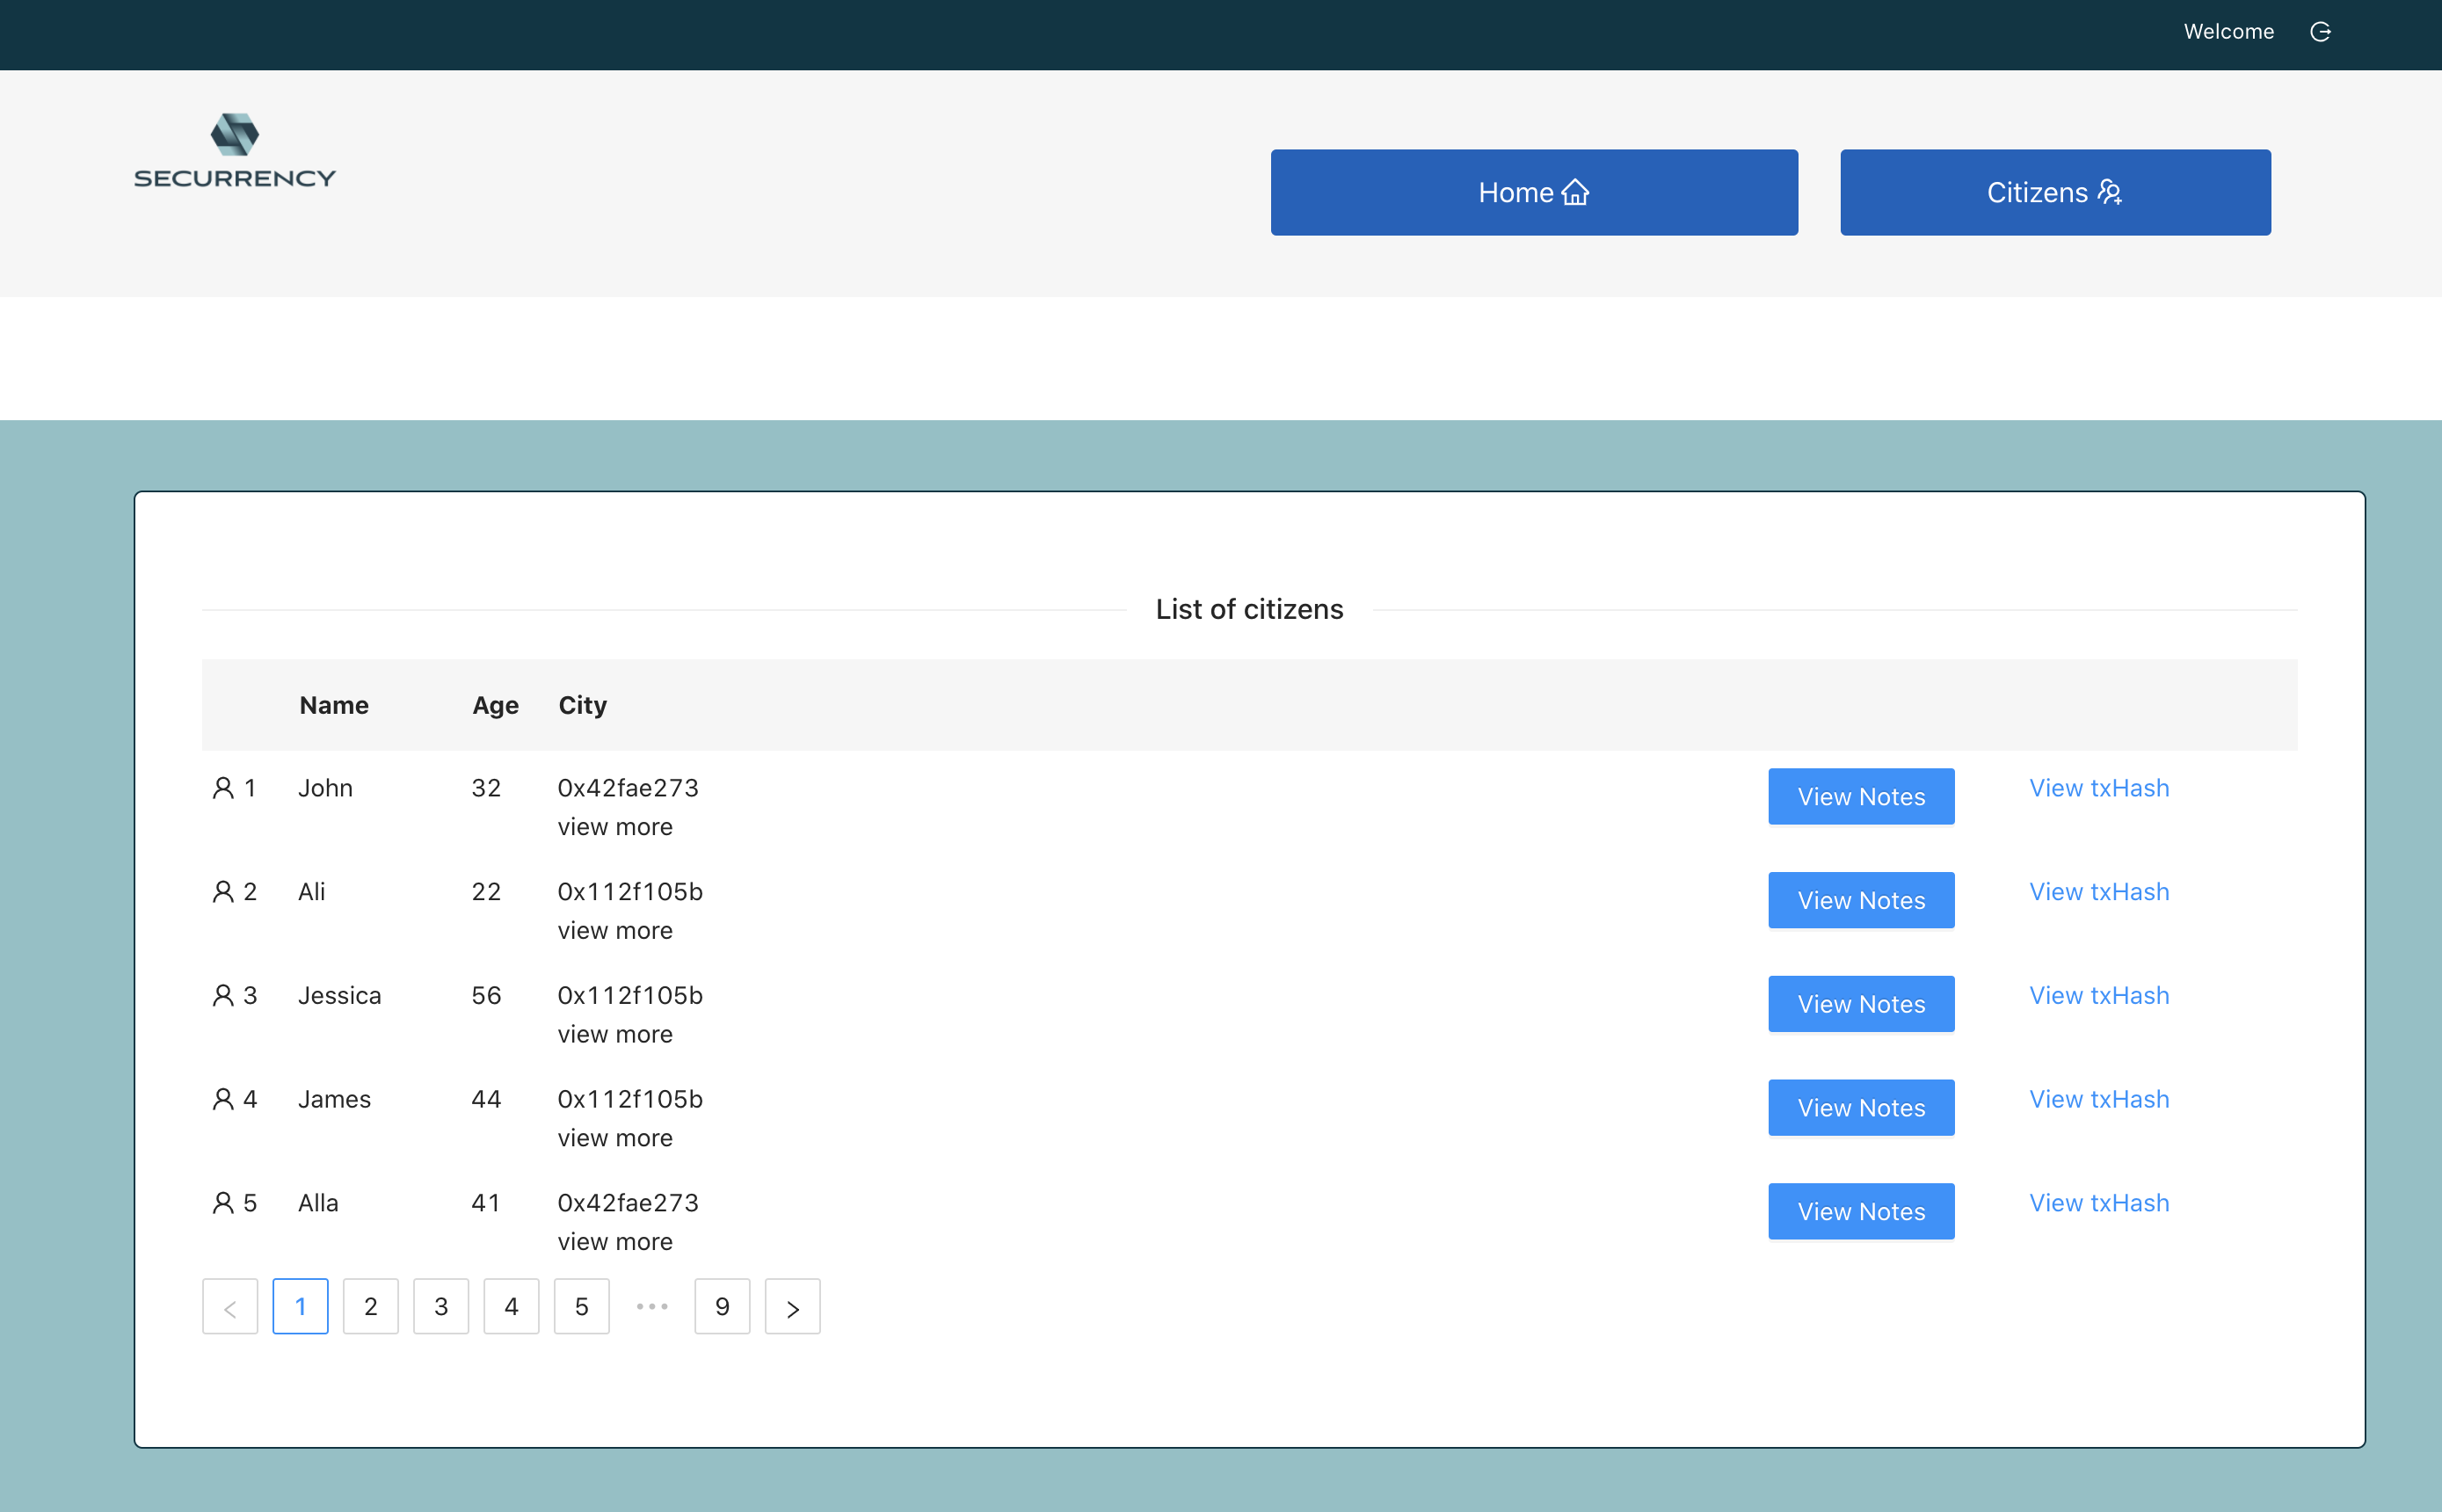 Welcome
SECURRENCY
Home
Citizens
List of citizens
Name Age City
1 John 32 0x42fae273 View Notes View txHash
view more
2 Ali 22 0x112f105b View Notes View txHash
view more
3 Jessica 56 0x112f105b View Notes View txHash
view more
4 James 44 0x112f105b View Notes View txHash
view more
5 Alla 41 0x42fae273 View Notes View txHash
view more
< 1 2 3 4 5 ••• 9 >